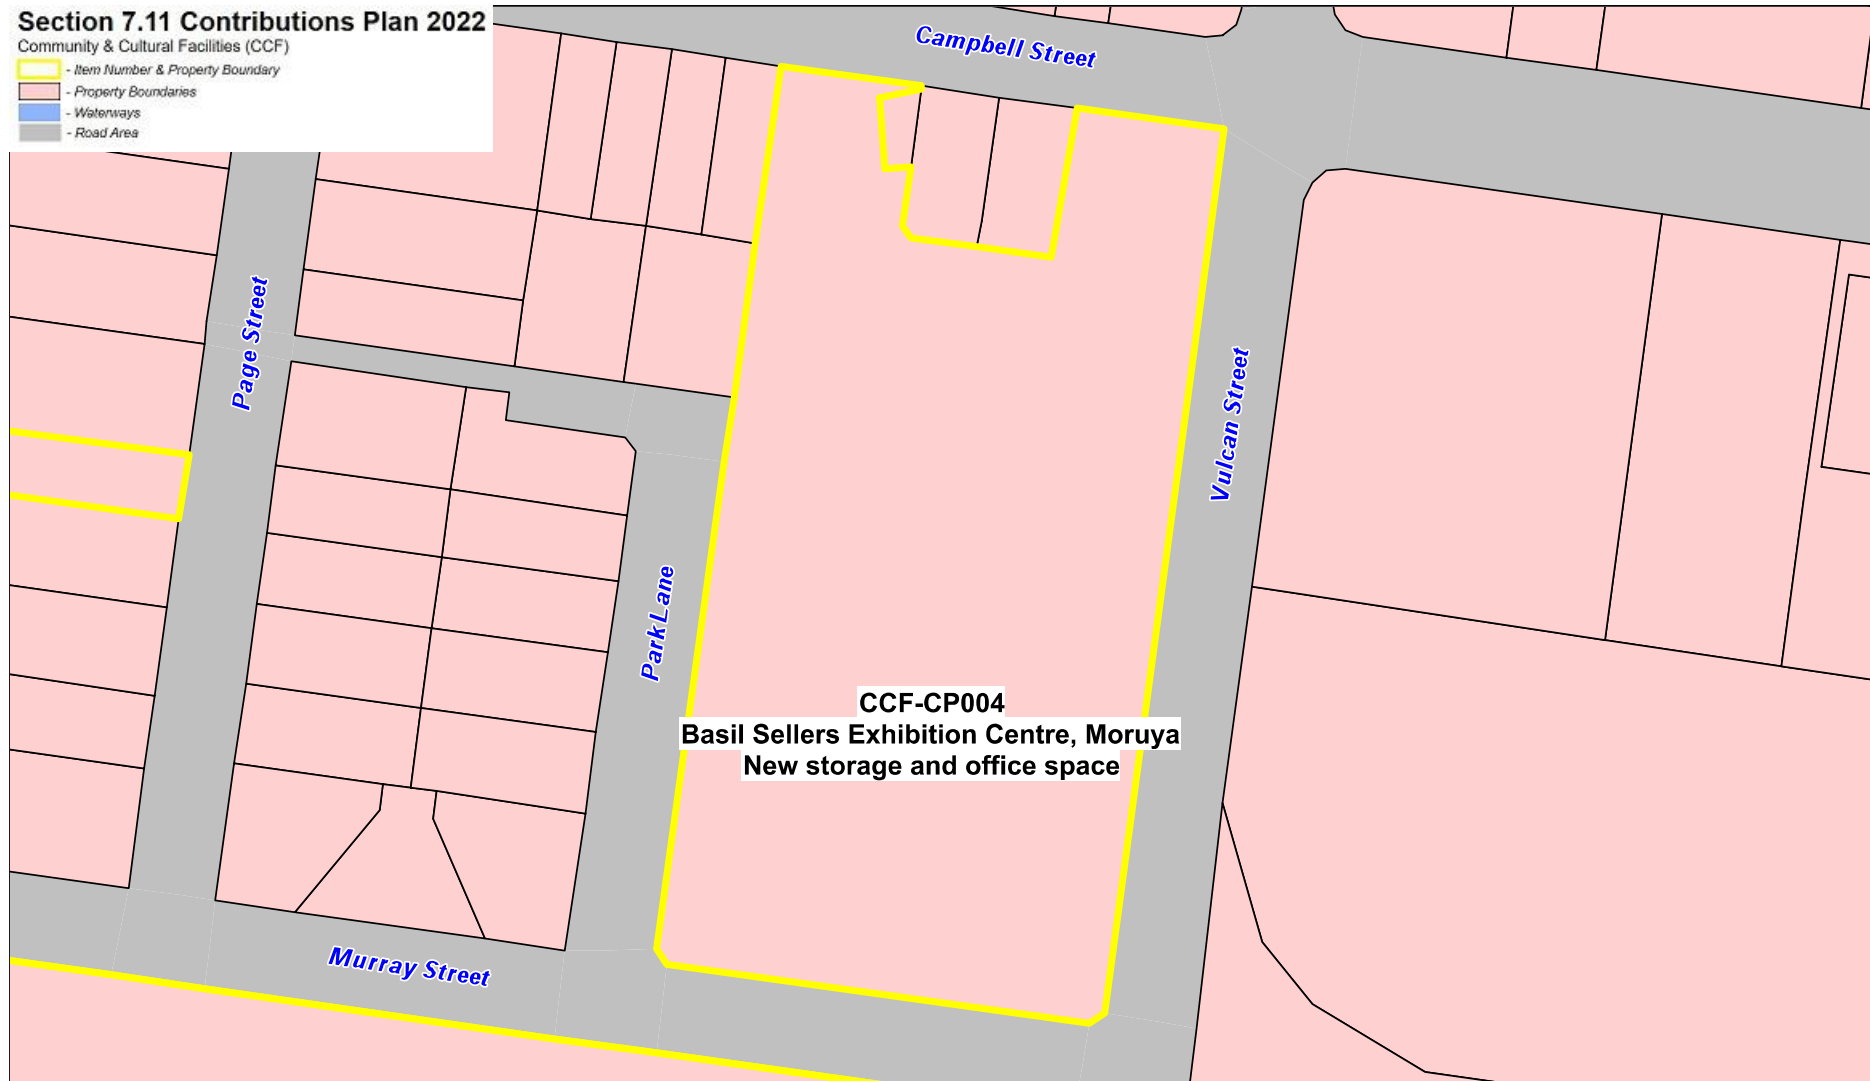 Section 7.11 Contributions Plan 2022
Community & Cultural Facilities (CCF)
- Item Number & Property Boundary
- Property Boundaries
- Waterways
- Road Area
Campbell Street
Page Street
Vulcan Street
Park Lane
CCF-CP004
Basil Sellers Exhibition Centre, Moruya
New storage and office space
Murray Street